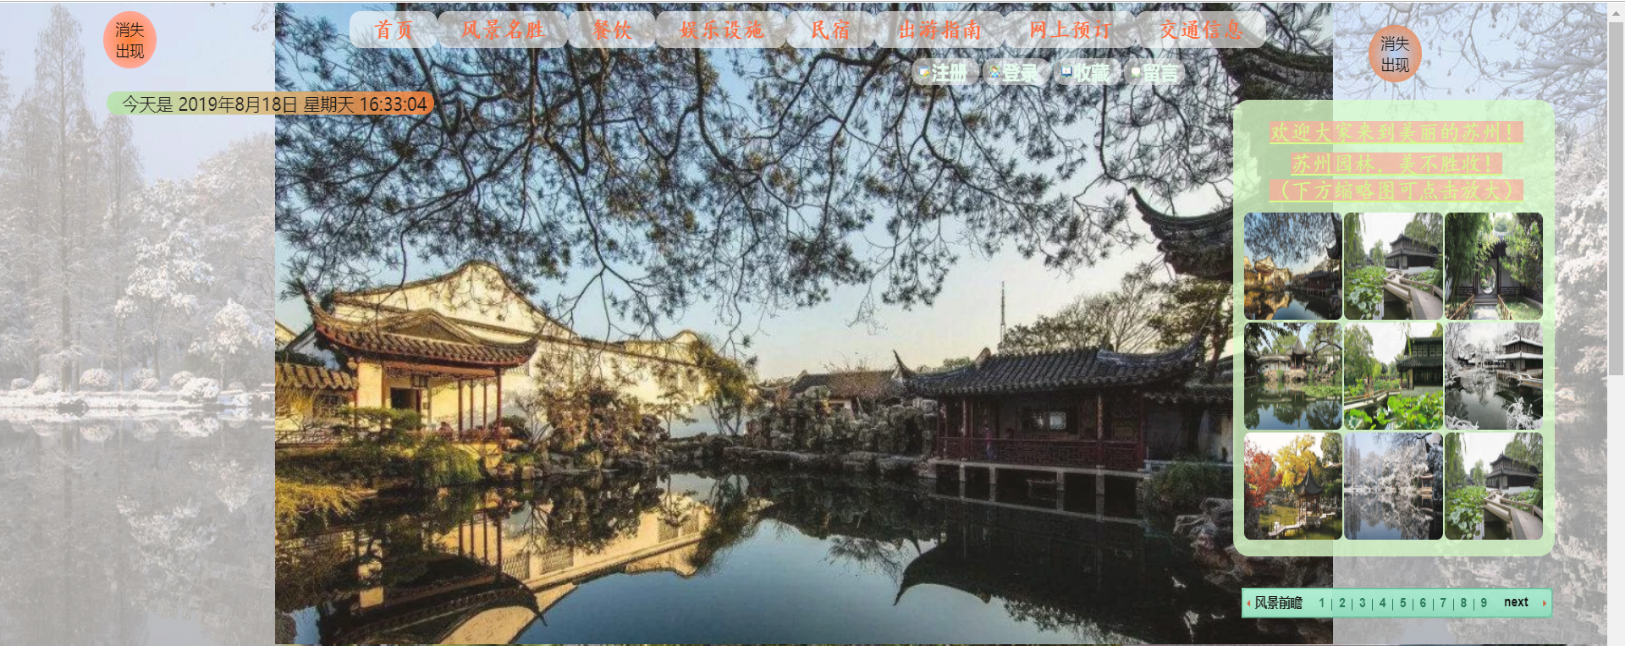 消失
出现
首页 风景名胜 餐饮 娱乐设施 民宿 出游指南 网上预订 交通信息
消失
出现
注册 登录 收藏 留言
今天是 2019年8月18日 星期天 16:33:04
欢迎大家来到美丽的苏州!
苏州园林，美不胜收!
（下方缩略图可点击放大）
风景前瞻 1 | 2 | 3 | 4 | 5 | 6 | 7 | 8 | 9 next